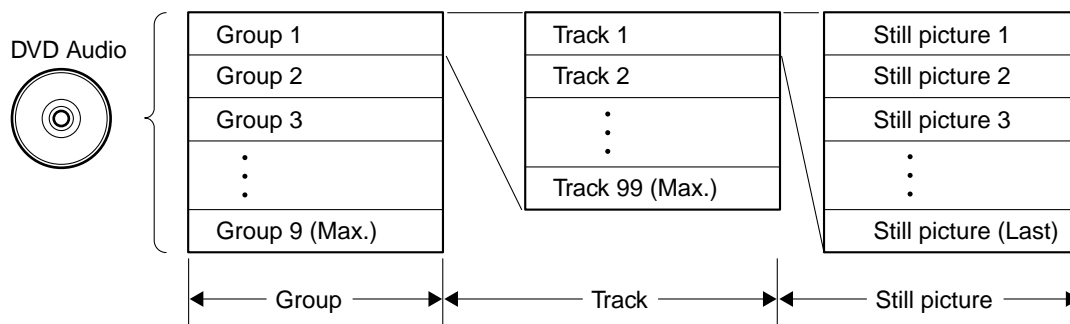 DVD Audio
Group 1
Group 2
Group 3
Group 9 (Max.)
Track 1
Track 2
Track 99 (Max.)
Still picture 1
Still picture 2
Still picture 3
Still picture (Last)
Group
Track
Still picture